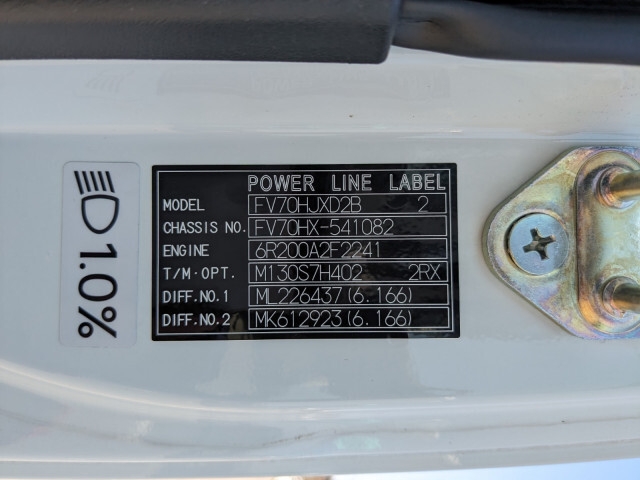 POWER LINE LABEL
MODEL FV70HJXD2B 2
CHASSIS NO. FV70HX-541082
ENGINE 6R200A2F2241
T/M·OPT. M130S7H402 2RX
DIFF.NO.1 ML226437(6.166)
DIFF.NO.2 MK612923(6.166)
1.0%